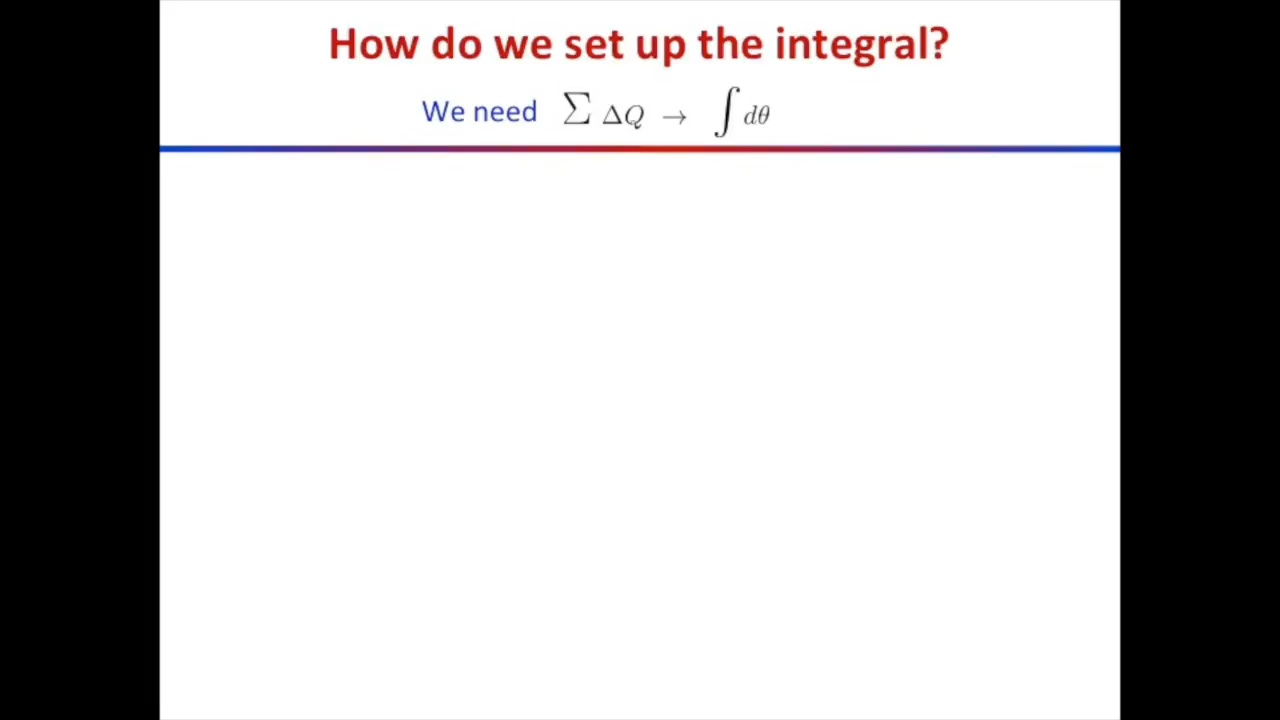 How do we set up the integral?
We need ∑ ΔQ → ∫ dθ